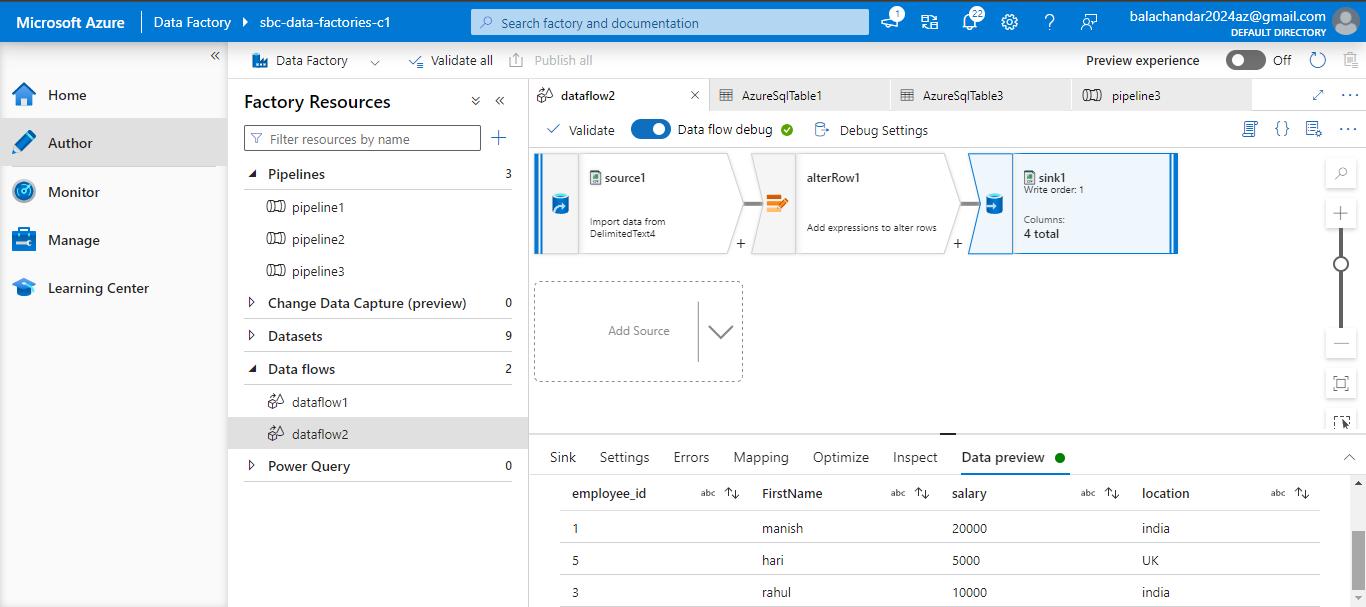 Microsoft Azure Data Factory sbc-data-factories-c1 Search factory and documentation 1 22 balachandar2024az@gmail.com
DEFAULT DIRECTORY
Home
Author
Monitor
Manage
Learning Center
Data Factory Validate all Publish all Preview experience Off
Factory Resources
Filter resources by name
Pipelines 3
pipeline1
pipeline2
pipeline3
Change Data Capture (preview) 0
Datasets 9
Data flows 2
dataflow1
dataflow2
Power Query 0
dataflow2 AzureSqlTable1 AzureSqlTable3 pipeline3
Validate Data flow debug Debug Settings
source1
Import data from
DelimitedText4
+
alterRow1
Add expressions to alter rows
+
sink1
Write order: 1
Columns:
4 total
Add Source
Sink Settings Errors Mapping Optimize Inspect Data preview
employee_id abc FirstName abc salary abc location abc
1 manish 20000 india
5 hari 5000 UK
3 rahul 10000 india